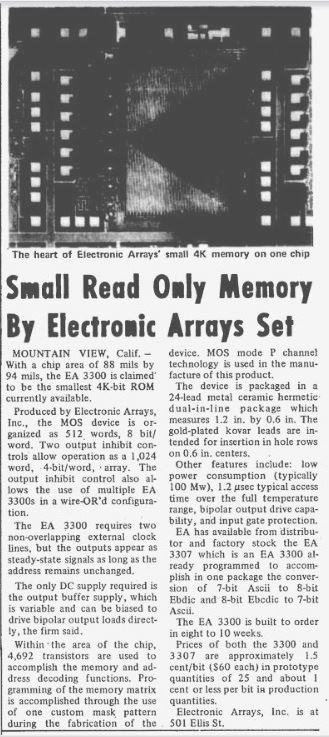 The heart of Electronic Arrays' small 4K memory on one chip
Small Read Only Memory
By Electronic Arrays Set
MOUNTAIN VIEW, Calif. –
With a chip area of 88 mils by
94 mils, the EA 3300 is claimed
to be the smallest 4K-bit ROM
currently available.
Produced by Electronic Arrays,
Inc., the MOS device is or-
ganized as 512 words, 8 bit/
word. Two output inhibit con-
trols allow operation as a 1,024
word, 4-bit/word, array. The
output inhibit control also al-
lows the use of multiple EA
3300s in a wire-OR'd configura-
tion.
The EA 3300 requires two
non-overlapping external clock
lines, but the outputs appear as
steady-state signals as long as the
address remains unchanged.
The only DC supply required is
the output buffer supply, which
is variable and can be biased to
drive bipolar output loads direct-
ly, the firm said.
Within the area of the chip,
4,692 transistors are used to
accomplish the memory and ad-
dress decoding functions. Pro-
gramming of the memory matrix
is accomplished through the use
of one custom mask pattern
during the fabrication of the
device. MOS mode P channel
technology is used in the manu-
facture of this product.
The device is packaged in a
24-lead metal ceramic hermetic
dual-in-line package which
measures 1.2 in. by 0.6 in. The
gold-plated kovar leads are in-
tended for insertion in hole rows
on 0.6 in. centers.
Other features include: low
power consumption (typically
100 Mw), 1.2 μsec typical access
time over the full temperature
range, bipolar output drive capa-
bility, and input gate protection.
EA has available from distribu-
tor and factory stock the EA
3307 which is an EA 3300 al-
ready programmed to accom-
plish in one package the conver-
sion of 7-bit Ascii to 8-bit
Ebdic and 8-bit Ebcdic to 7-bit
Ascii.
The EA 3300 is built to order
in eight to 10 weeks.
Prices of both the 3300 and
3307 are approximately 1.5
cent/bit ($60 each) in prototype
quantities of 25 and about 1
cent or less per bit in production
quantities.
Electronic Arrays, Inc. is at
501 Ellis St.